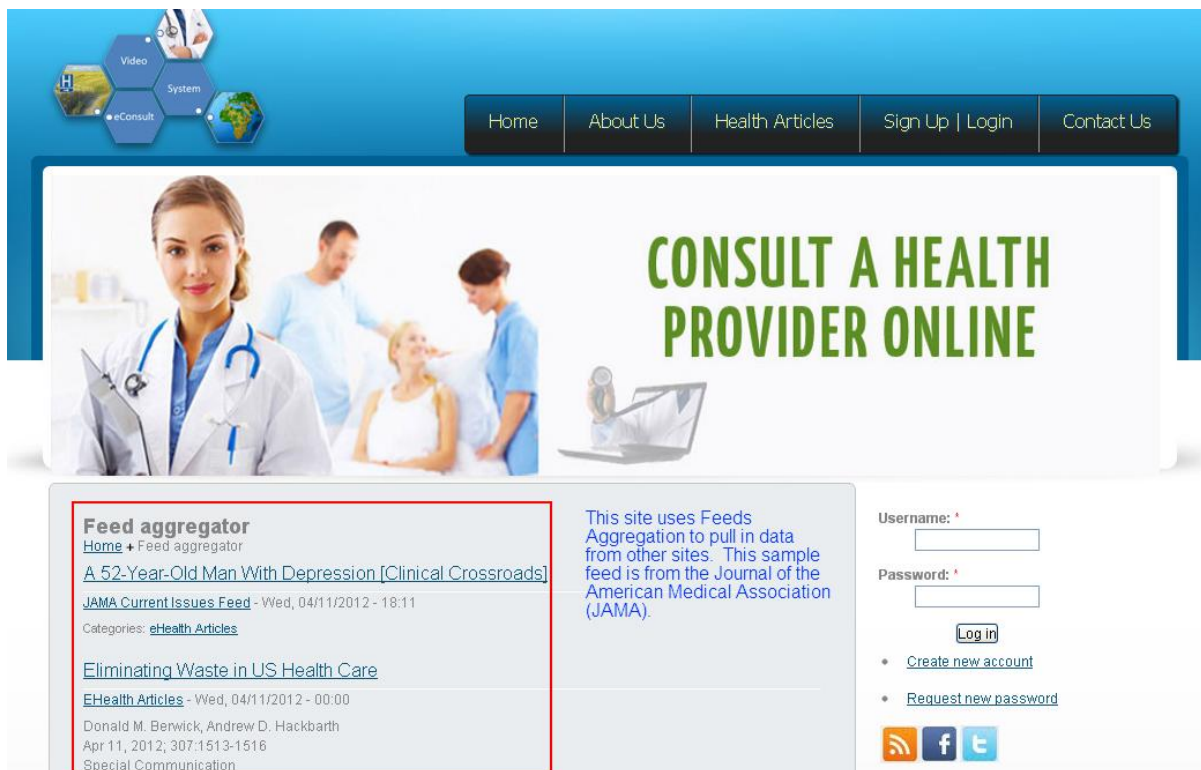 Video
System
H
eConsult
Home About Us Health Articles Sign Up | Login Contact Us
CONSULT A HEALTH
PROVIDER ONLINE
Feed aggregator
Home + Feed aggregator
A 52-Year-Old Man With Depression [Clinical Crossroads]
JAMA Current Issues Feed - Wed, 04/11/2012 - 18:11
Categories: eHealth Articles
Eliminating Waste in US Health Care
EHealth Articles - Wed, 04/11/2012 - 00:00
Donald M. Berwick, Andrew D. Hackbarth
Apr 11, 2012; 307:1513-1516
Special Communication
This site uses Feeds
Aggregation to pull in data
from other sites. This sample
feed is from the Journal of the
American Medical Association
(JAMA).
Username: *
Password: *
Log in
• Create new account
• Request new password
f t